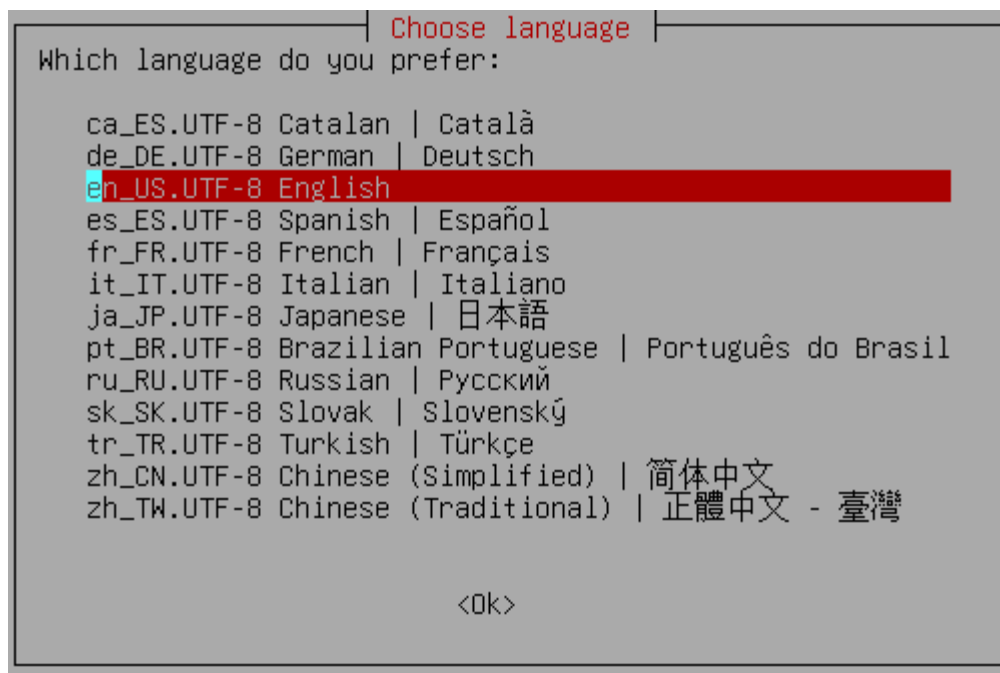 Choose language
Which language do you prefer:
ca_ES.UTF-8 Catalan | Català
de_DE.UTF-8 German | Deutsch
en_US.UTF-8 English
es_ES.UTF-8 Spanish | Español
fr_FR.UTF-8 French | Français
it_IT.UTF-8 Italian | Italiano
ja_JP.UTF-8 Japanese | 日本語
pt_BR.UTF-8 Brazilian Portuguese | Português do Brasil
ru_RU.UTF-8 Russian | Русский
sk_SK.UTF-8 Slovak | Slovenský
tr_TR.UTF-8 Turkish | Türkçe
zh_CN.UTF-8 Chinese (Simplified) | 简体中文
zh_TW.UTF-8 Chinese (Traditional) | 正體中文 - 臺灣
<Ok>